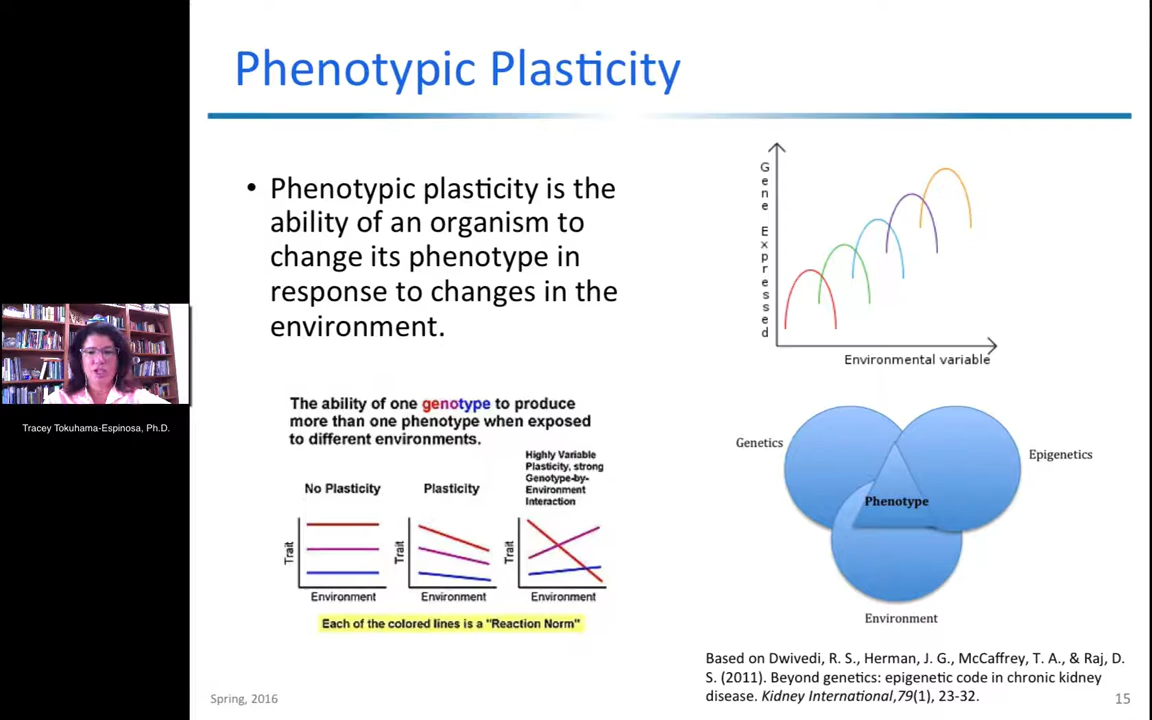 Phenotypic Plasticity
• Phenotypic plasticity is the
ability of an organism to
change its phenotype in
response to changes in the
environment.
Gene Expressed
Environmental variable
The ability of one genotype to produce
more than one phenotype when exposed
to different environments.
No Plasticity
Plasticity
Highly Variable
Plasticity, strong
Genotype-by-
Environment
Interaction
Trait
Environment
Trait
Environment
Trait
Environment
Each of the colored lines is a "Reaction Norm"
Genetics
Epigenetics
Phenotype
Environment
Based on Dwivedi, R. S., Herman, J. G., McCaffrey, T. A., & Raj, D.
S. (2011). Beyond genetics: epigenetic code in chronic kidney
disease. Kidney International,79(1), 23-32.
Spring, 2016
15
Tracey Tokuhama-Espinosa, Ph.D.